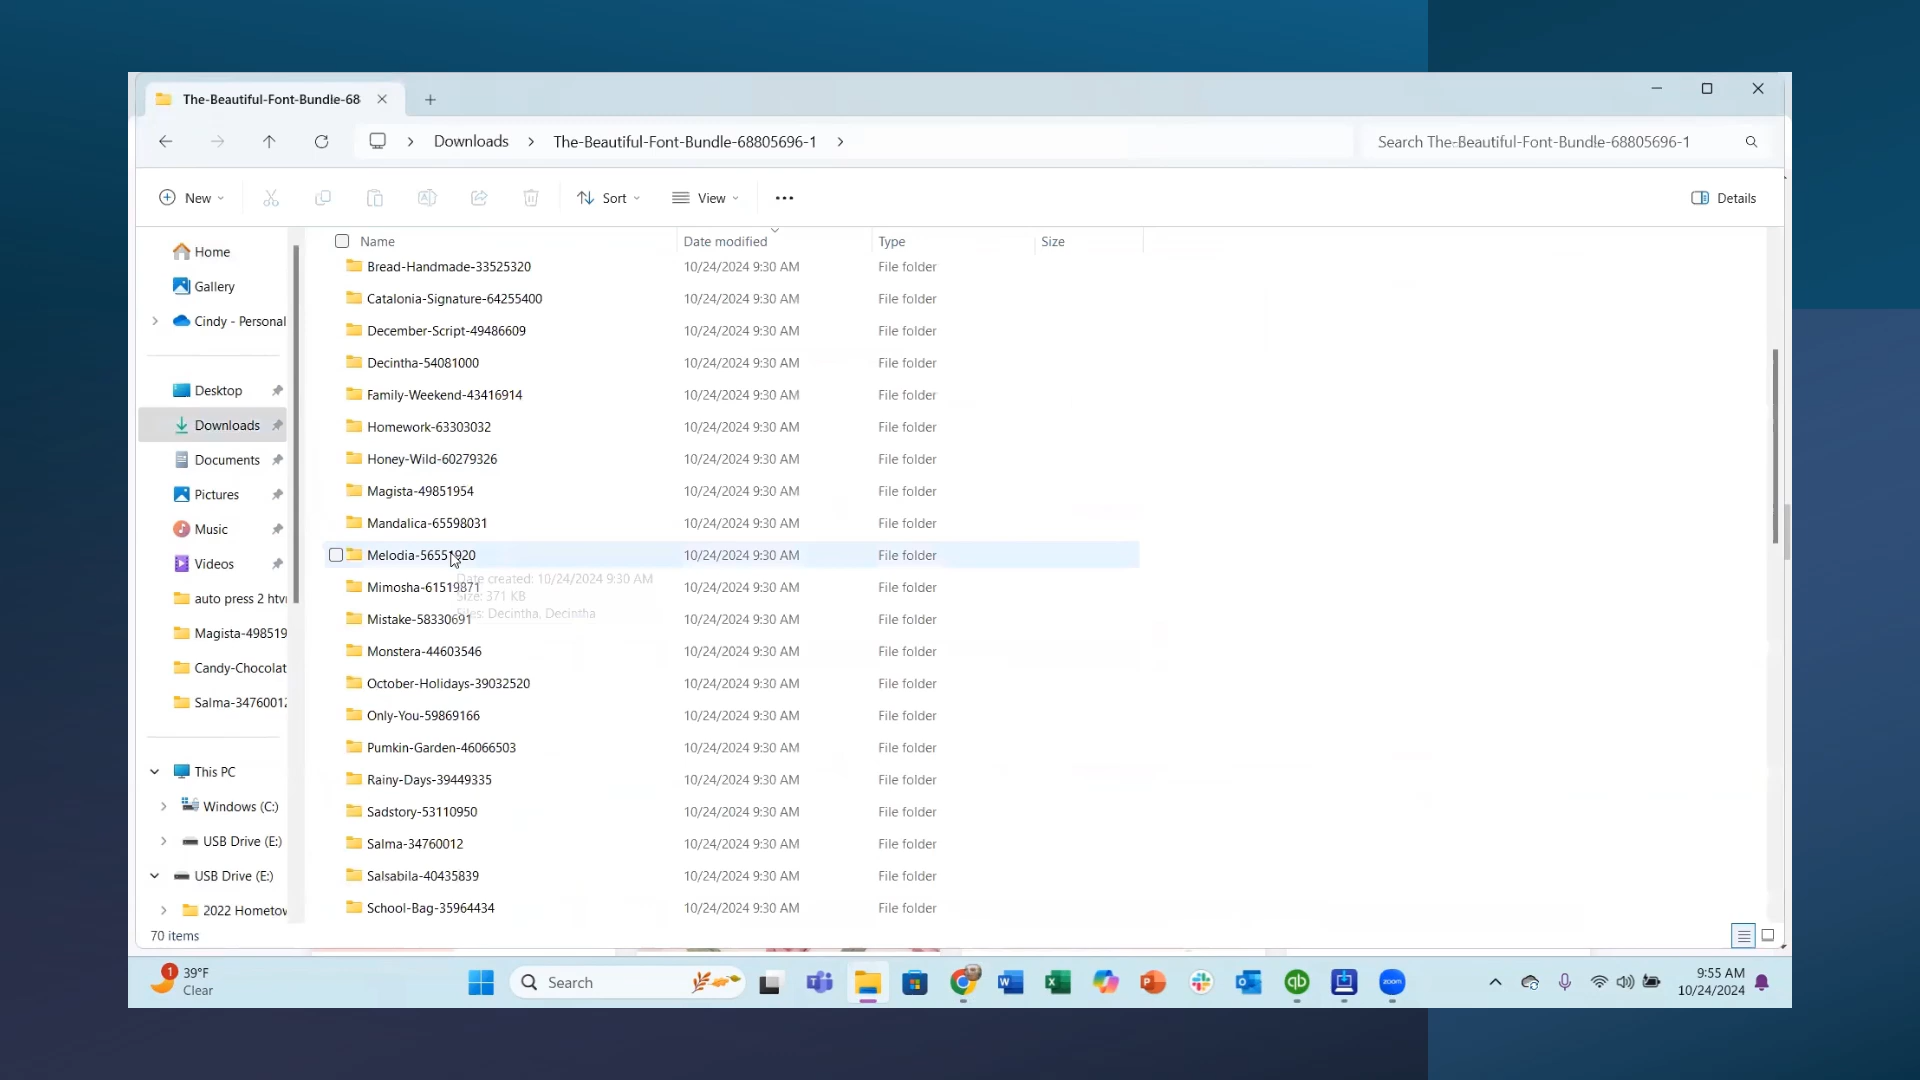 The-Beautiful-Font-Bundle-68
Downloads
The-Beautiful-Font-Bundle-68805696-1
Search The-Beautiful-Font-Bundle-68805696-1
New
Sort
View
Details
Name Date modified Type Size
Bread-Handmade-33525320 10/24/2024 9:30 AM File folder
Catalonia-Signature-64255400 10/24/2024 9:30 AM File folder
December-Script-49486609 10/24/2024 9:30 AM File folder
Decintha-54081000 10/24/2024 9:30 AM File folder
Family-Weekend-43416914 10/24/2024 9:30 AM File folder
Homework-63303032 10/24/2024 9:30 AM File folder
Honey-Wild-60279326 10/24/2024 9:30 AM File folder
Magista-49851954 10/24/2024 9:30 AM File folder
Mandalica-65598031 10/24/2024 9:30 AM File folder
Melodia-56551920 10/24/2024 9:30 AM File folder
Date created: 10/24/2024 9:30 AM
Size: 371 KB
Files: Decintha, Decintha
Mimosha-61519871 10/24/2024 9:30 AM File folder
Mistake-58330691 10/24/2024 9:30 AM File folder
Monstera-44603546 10/24/2024 9:30 AM File folder
October-Holidays-39032520 10/24/2024 9:30 AM File folder
Only-You-59869166 10/24/2024 9:30 AM File folder
Pumkin-Garden-46066503 10/24/2024 9:30 AM File folder
Rainy-Days-39449335 10/24/2024 9:30 AM File folder
Sadstory-53110950 10/24/2024 9:30 AM File folder
Salma-34760012 10/24/2024 9:30 AM File folder
Salsabila-40435839 10/24/2024 9:30 AM File folder
School-Bag-35964434 10/24/2024 9:30 AM File folder
Home
Gallery
Cindy - Personal
Desktop
Downloads
Documents
Pictures
Music
Videos
auto press 2 htv
Magista-498519
Candy-Chocolat
Salma-34760012
This PC
Windows (C:)
USB Drive (E:)
USB Drive (E:)
2022 Hometow
70 items
1
39°F
Clear
Search
qb
zoom
9:55 AM
10/24/2024